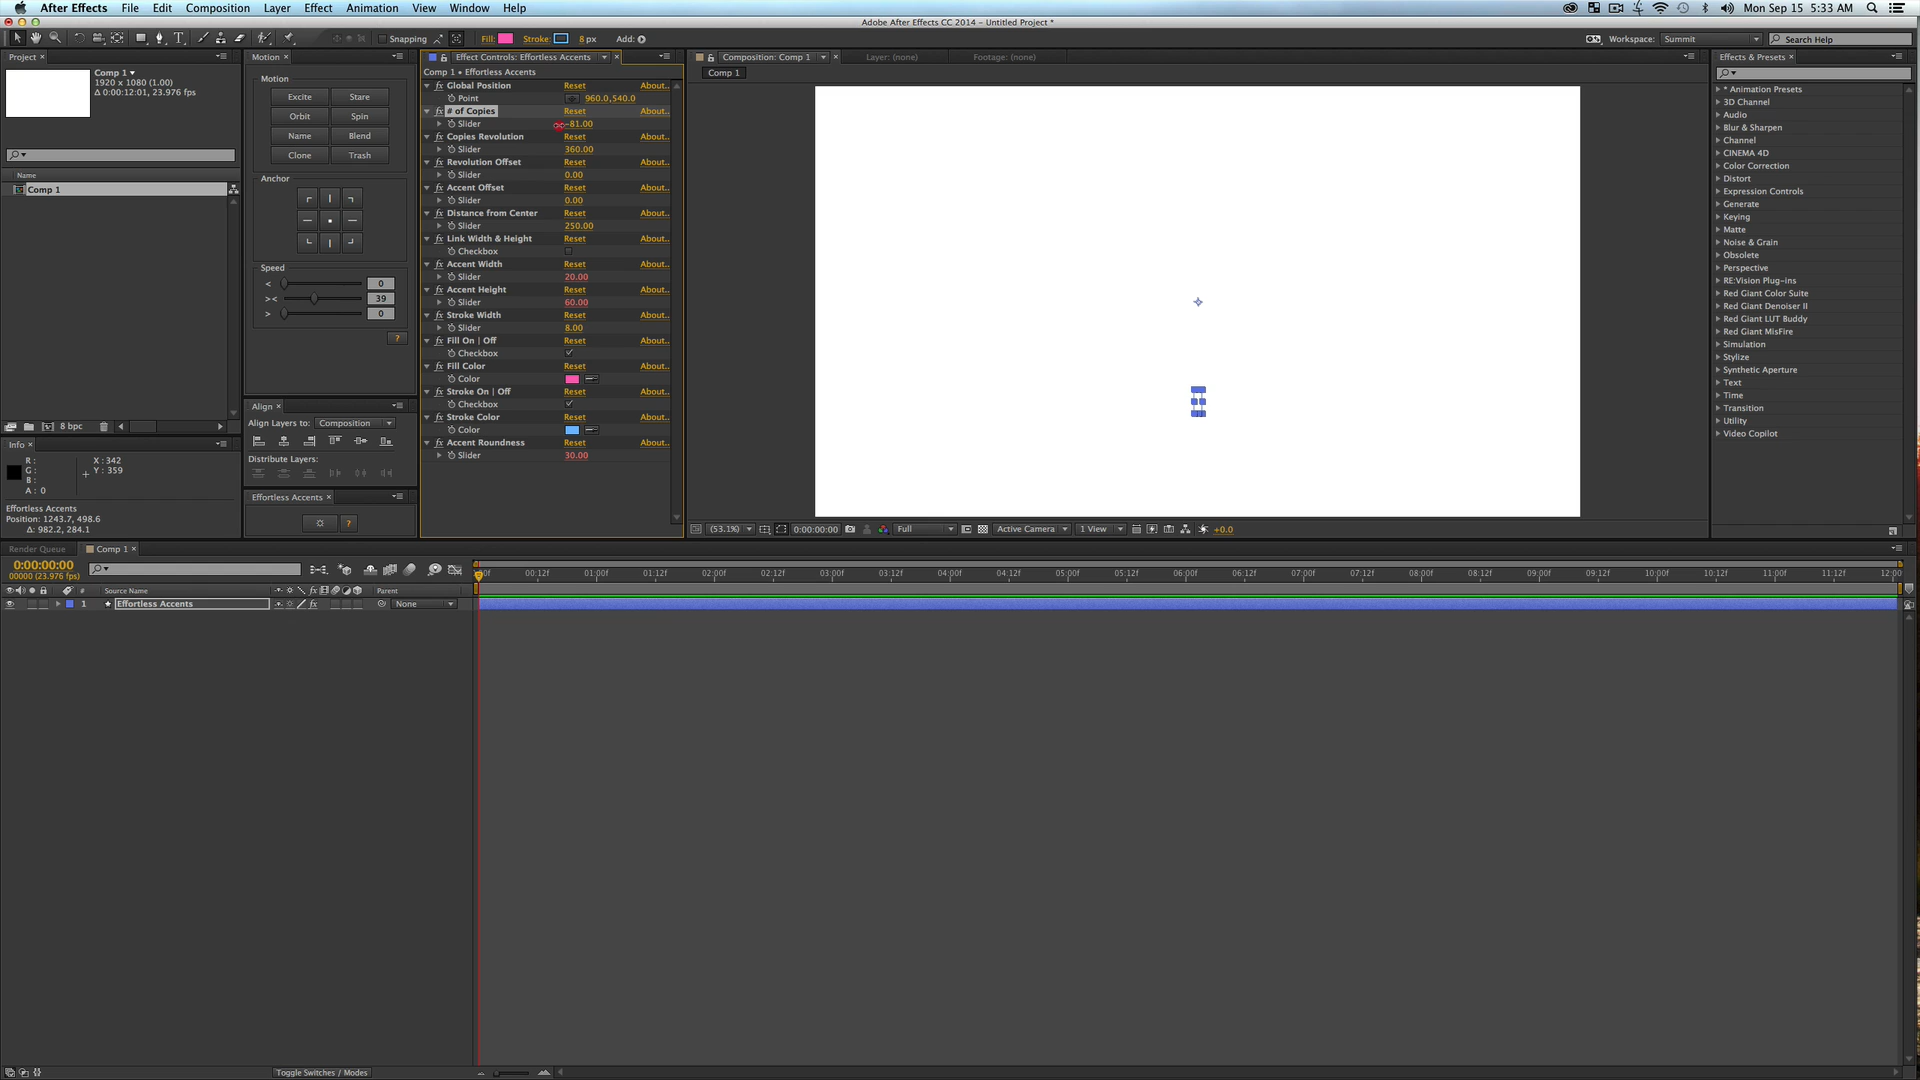 After Effects File Edit Composition Layer Effect Animation View Window Help Mon Sep 15 5:33 AM
Adobe After Effects CC 2014 - Untitled Project *
Snapping Fill: Stroke: 8 px Add: Workspace: Summit Search Help
Project × Motion × Effect Controls: Effortless Accents × Composition: Comp 1 × Layer: (none) Footage: (none) Effects & Presets ×
Comp 1 ▾
1920 x 1080 (1.00)
Δ 0:00:12:01, 23.976 fps
Name
Comp 1
8 bpc
Info ×
R:
G:
B:
A: 0
X: 342
Y: 359
Effortless Accents
Position: 1243.7, 498.6
Δ: 982.2, 284.1
Motion
Excite Stare
Orbit Spin
Name Blend
Clone Trash
Anchor
Speed
< 0
>< 39
> 0
?
Align ×
Align Layers to: Composition
Distribute Layers:
Effortless Accents ×
?
Comp 1 • Effortless Accents
fx Global Position Reset About..
Point 960.0,540.0
fx # of Copies Reset About..
Slider -81.00
fx Copies Revolution Reset About..
Slider 360.00
fx Revolution Offset Reset About..
Slider 0.00
fx Accent Offset Reset About..
Slider 0.00
fx Distance from Center Reset About..
Slider 250.00
fx Link Width & Height Reset About..
Checkbox
fx Accent Width Reset About..
Slider 20.00
fx Accent Height Reset About..
Slider 60.00
fx Stroke Width Reset About..
Slider 8.00
fx Fill On | Off Reset About..
Checkbox
fx Fill Color Reset About..
Color
fx Stroke On | Off Reset About..
Checkbox
fx Stroke Color Reset About..
Color
fx Accent Roundness Reset About..
Slider 30.00
Comp 1
(53.1%) 0:00:00:00 Full Active Camera 1 View +0.0
* Animation Presets
3D Channel
Audio
Blur & Sharpen
Channel
CINEMA 4D
Color Correction
Distort
Expression Controls
Generate
Keying
Matte
Noise & Grain
Obsolete
Perspective
RE:Vision Plug-ins
Red Giant Color Suite
Red Giant Denoiser II
Red Giant LUT Buddy
Red Giant MisFire
Simulation
Stylize
Synthetic Aperture
Text
Time
Transition
Utility
Video Copilot
Render Queue Comp 1 ×
0:00:00:00
00000 (23.976 fps)
00:12f 01:00f 01:12f 02:00f 02:12f 03:00f 03:12f 04:00f 04:12f 05:00f 05:12f 06:00f 06:12f 07:00f 07:12f 08:00f 08:12f 09:00f 09:12f 10:00f 10:12f 11:00f 11:12f 12:00
# Source Name fx Parent
1 Effortless Accents fx None
Toggle Switches / Modes